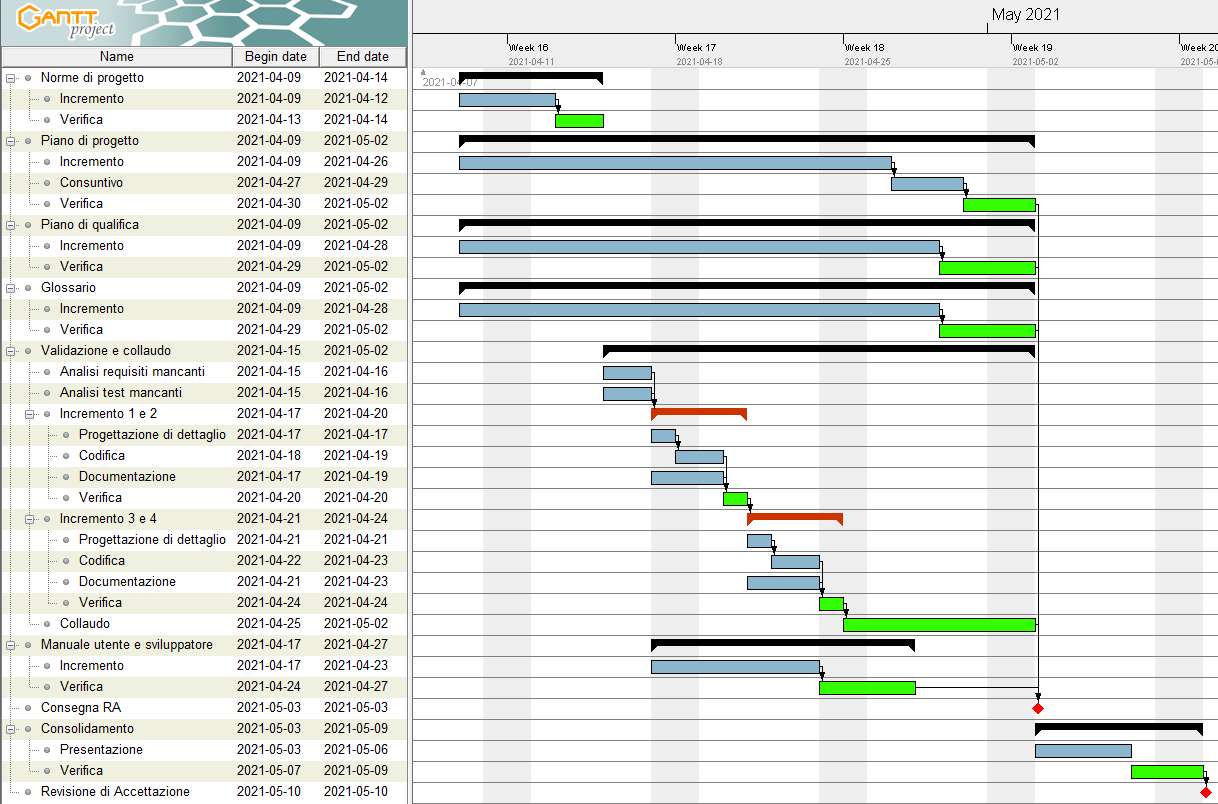 GANTT
project
May 2021
Week 16 Week 17 Week 18 Week 19 Week 20
Name Begin date End date 2021-04-11 2021-04-18 2021-04-25 2021-05-02 2021-05-
Norme di progetto 2021-04-09 2021-04-14 2021-04-07
Incremento 2021-04-09 2021-04-12
Verifica 2021-04-13 2021-04-14
Piano di progetto 2021-04-09 2021-05-02
Incremento 2021-04-09 2021-04-26
Consuntivo 2021-04-27 2021-04-29
Verifica 2021-04-30 2021-05-02
Piano di qualifica 2021-04-09 2021-05-02
Incremento 2021-04-09 2021-04-28
Verifica 2021-04-29 2021-05-02
Glossario 2021-04-09 2021-05-02
Incremento 2021-04-09 2021-04-28
Verifica 2021-04-29 2021-05-02
Validazione e collaudo 2021-04-15 2021-05-02
Analisi requisiti mancanti 2021-04-15 2021-04-16
Analisi test mancanti 2021-04-15 2021-04-16
Incremento 1 e 2 2021-04-17 2021-04-20
Progettazione di dettaglio 2021-04-17 2021-04-17
Codifica 2021-04-18 2021-04-19
Documentazione 2021-04-17 2021-04-19
Verifica 2021-04-20 2021-04-20
Incremento 3 e 4 2021-04-21 2021-04-24
Progettazione di dettaglio 2021-04-21 2021-04-21
Codifica 2021-04-22 2021-04-23
Documentazione 2021-04-21 2021-04-23
Verifica 2021-04-24 2021-04-24
Collaudo 2021-04-25 2021-05-02
Manuale utente e sviluppatore 2021-04-17 2021-04-27
Incremento 2021-04-17 2021-04-23
Verifica 2021-04-24 2021-04-27
Consegna RA 2021-05-03 2021-05-03
Consolidamento 2021-05-03 2021-05-09
Presentazione 2021-05-03 2021-05-06
Verifica 2021-05-07 2021-05-09
Revisione di Accettazione 2021-05-10 2021-05-10